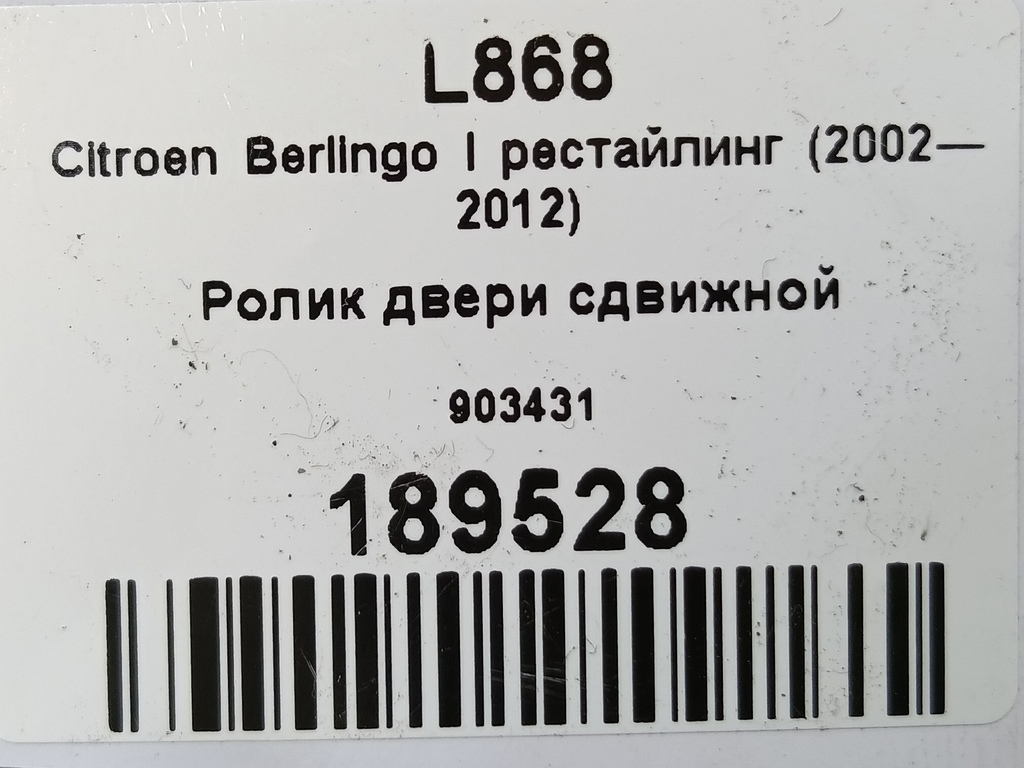 L868
Citroen Berlingo I рестайлинг (2002—
2012)
Ролик двери сдвижной
903431
189528